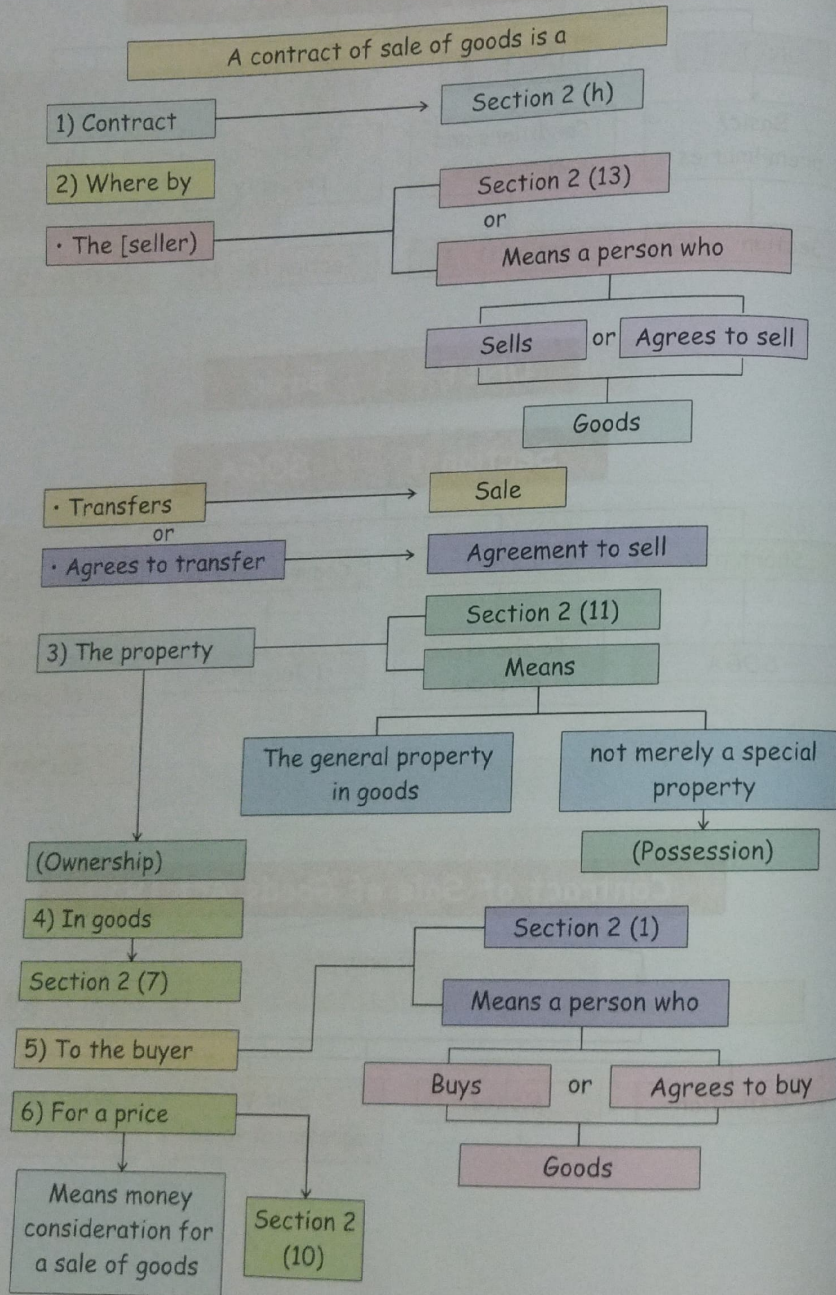 A contract of sale of goods is a
1) Contract
Section 2 (h)
2) Where by
Section 2 (13)
or
· The [seller)
Means a person who
Sells
or
Agrees to sell
Goods
· Transfers
Sale
or
· Agrees to transfer
Agreement to sell
Section 2 (11)
3) The property
Means
The general property
in goods
not merely a special
property
(Possession)
(Ownership)
4) In goods
Section 2 (7)
Section 2 (1)
Means a person who
5) To the buyer
Buys
or
Agrees to buy
Goods
6) For a price
Means money
consideration for
a sale of goods
Section 2
(10)